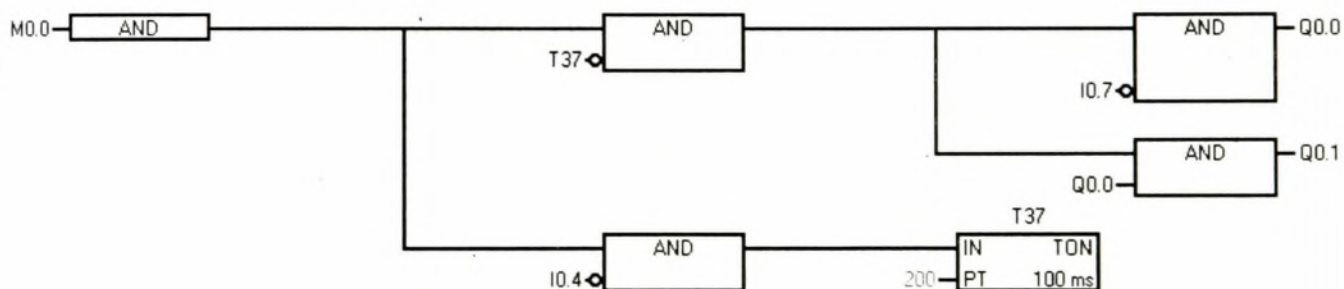 M0.0 AND AND AND Q0.0
T37
I0.7
AND Q0.1
Q0.0
T37
AND IN TON
I0.4 200 PT 100 ms